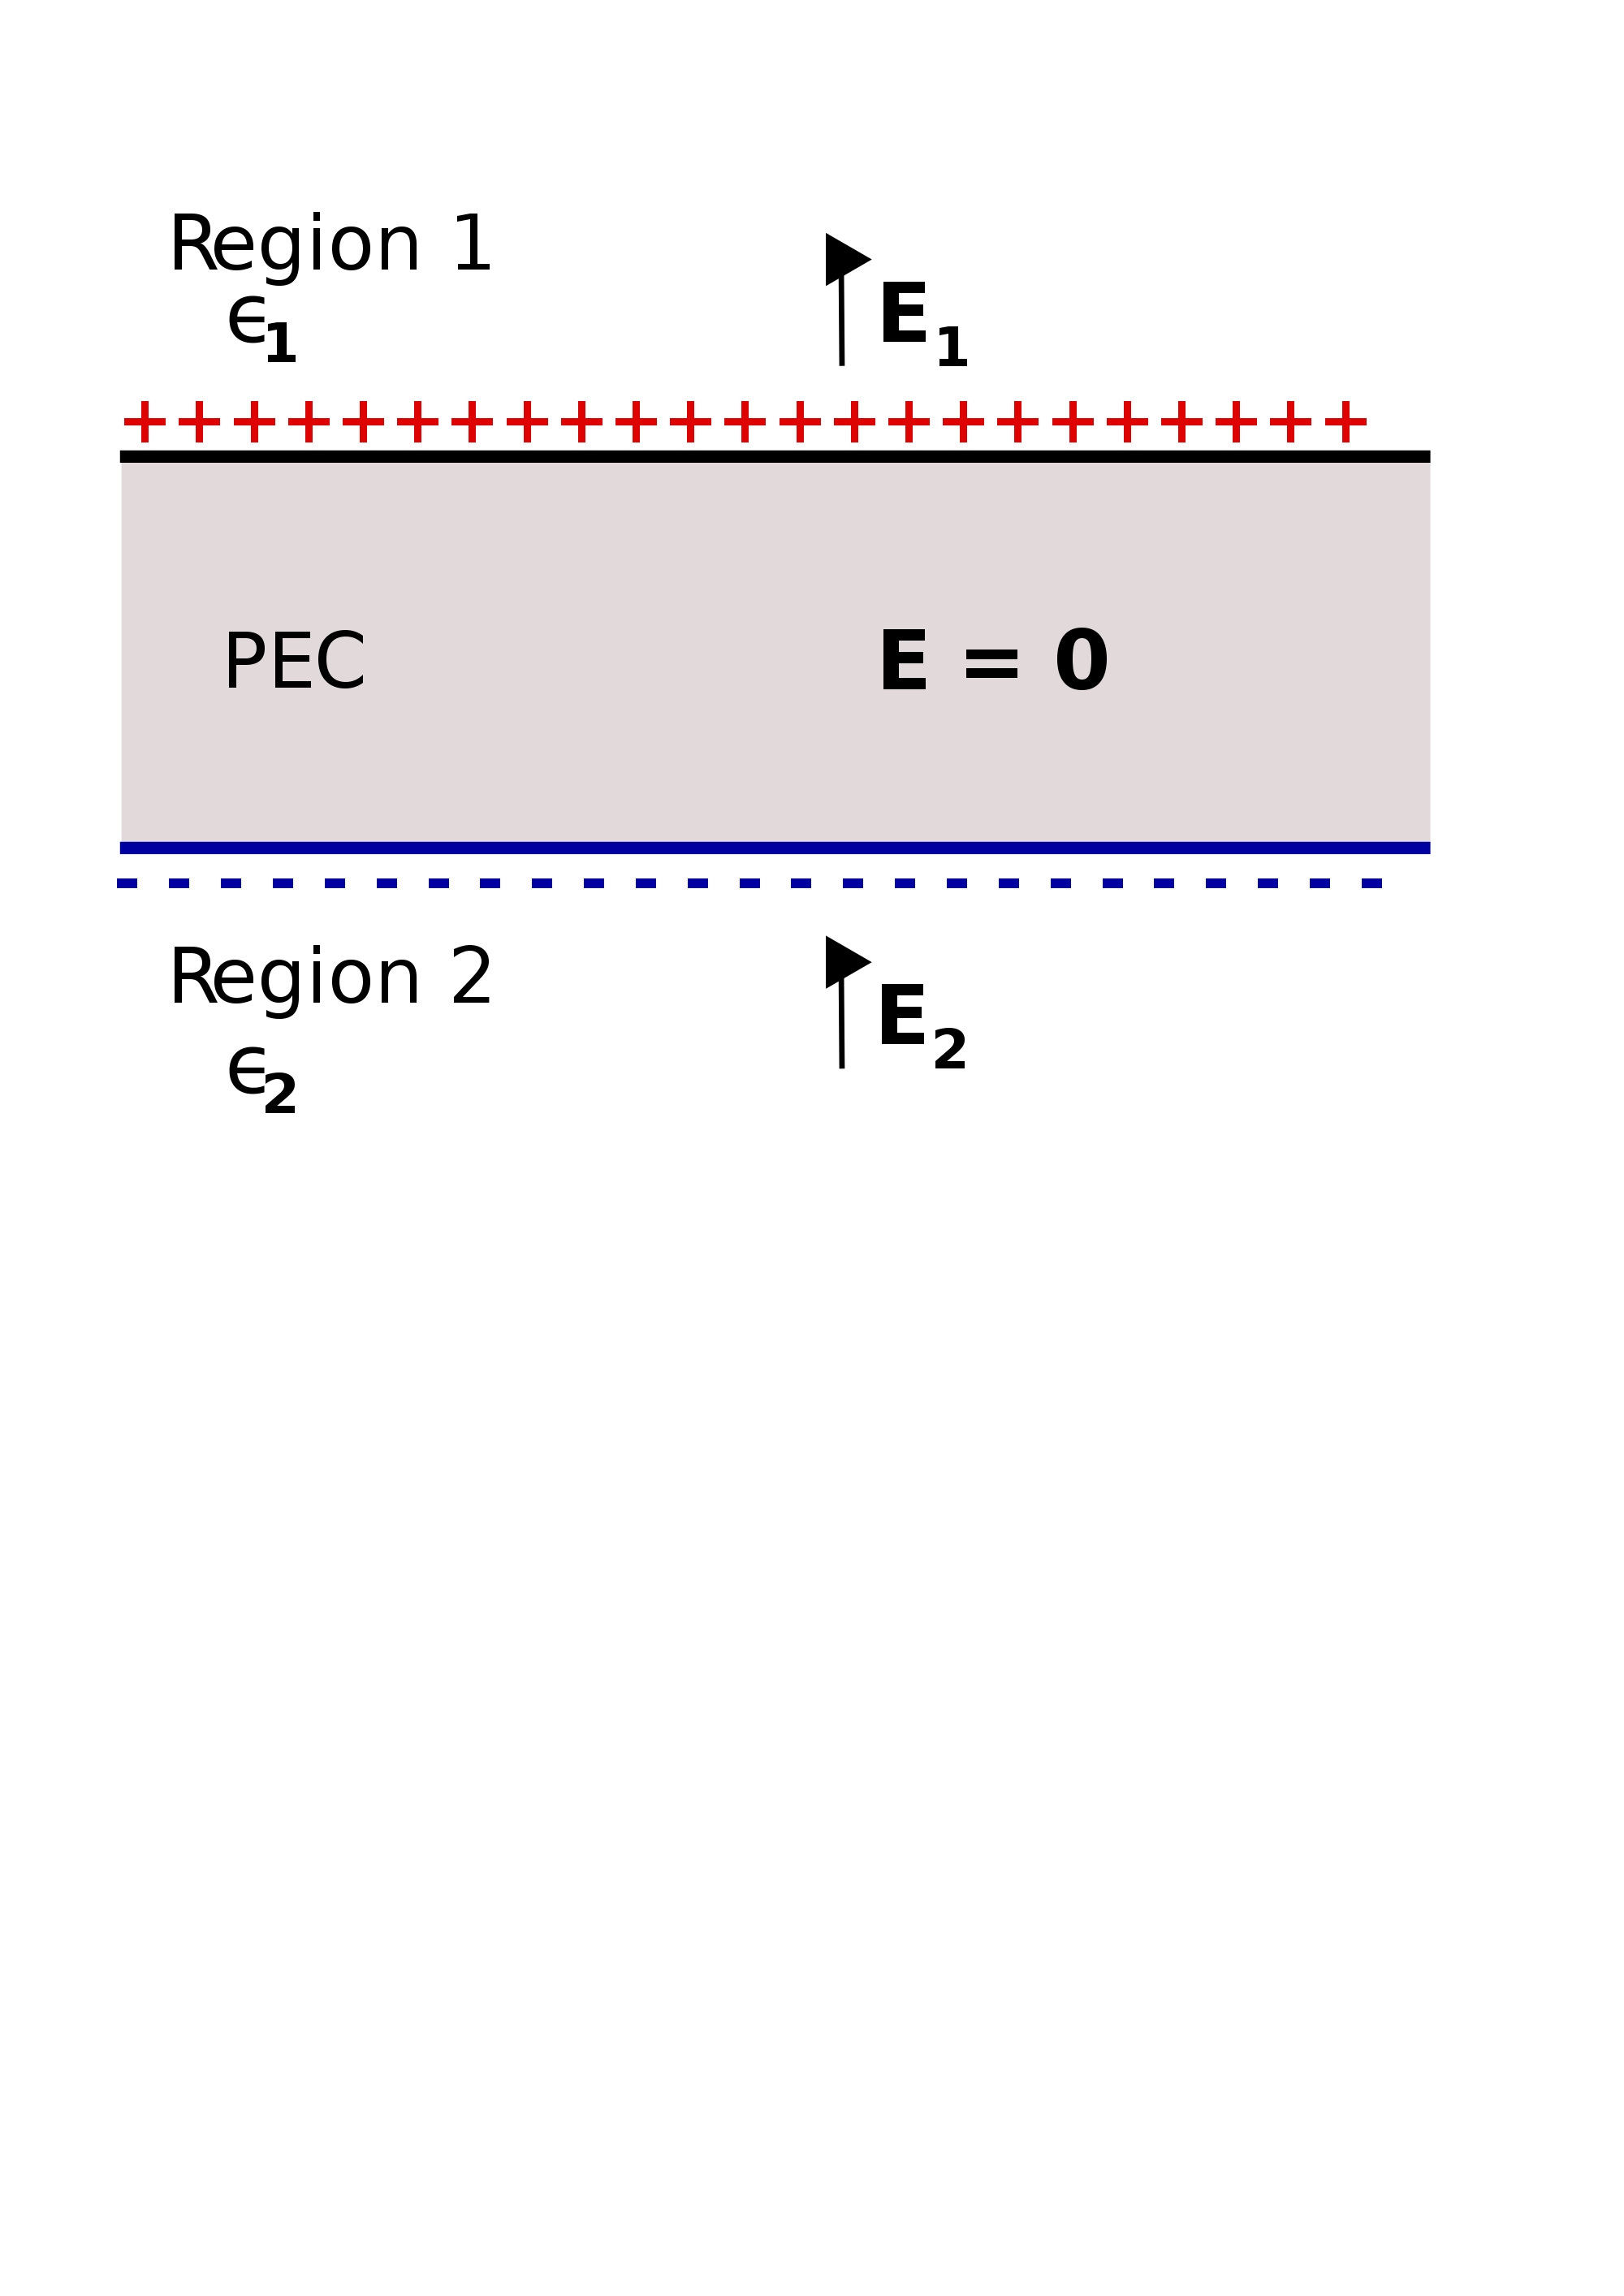 Region 1
ϵ1
E1
+ + + + + + + + + + + + + + + + + + + + + + +
PEC
E = 0
- - - - - - - - - - - - - - - - - - - - - - - - -
Region 2
E2
ϵ2